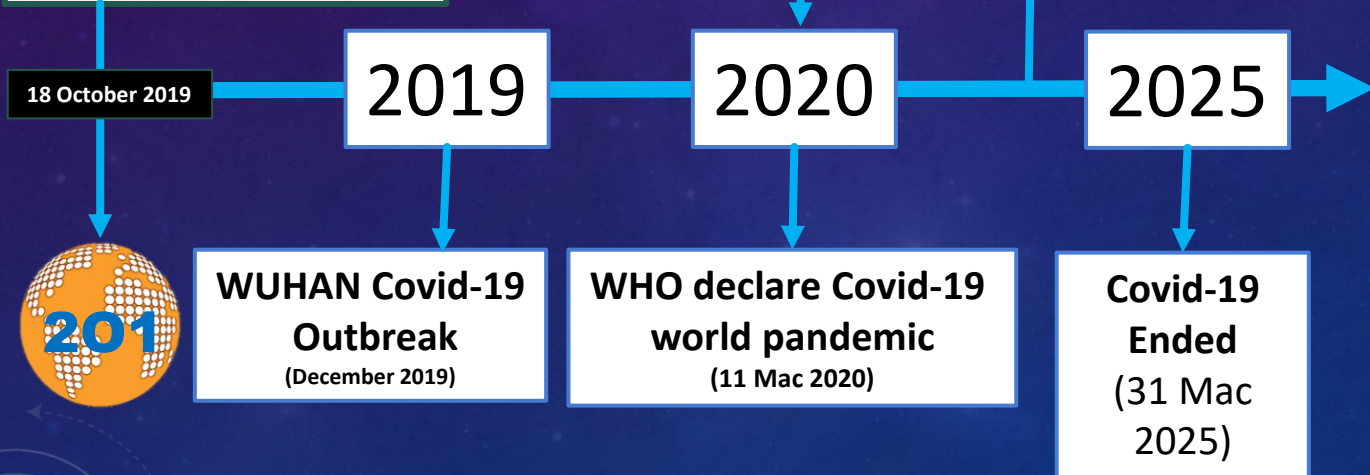 18 October 2019
2019
2020
2025
201
WUHAN Covid-19
Outbreak
(December 2019)
WHO declare Covid-19
world pandemic
(11 Mac 2020)
Covid-19
Ended
(31 Mac
2025)